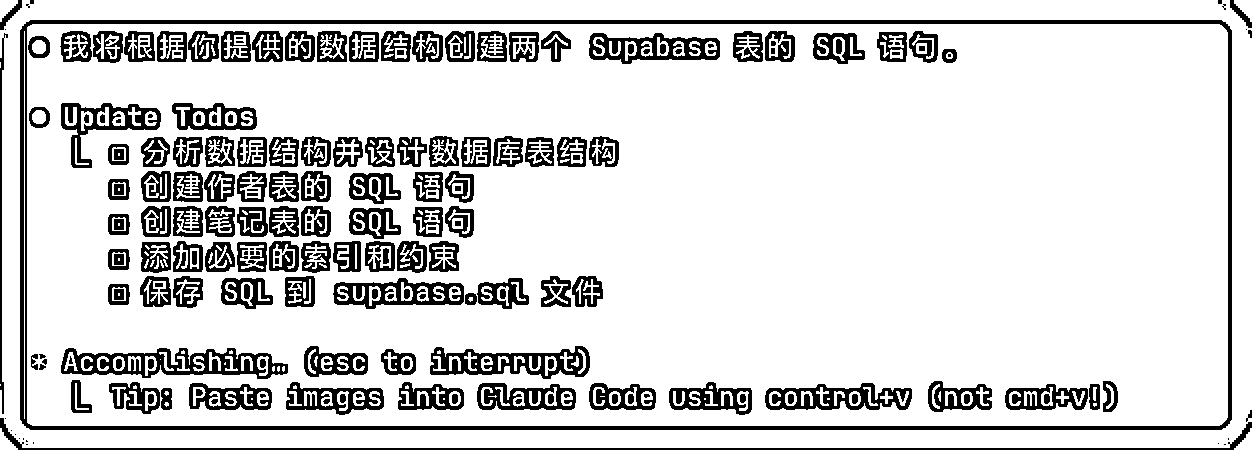 我将根据你提供的数据结构创建两个 Supabase 表的 SQL 语句。
Update Todos
分析数据结构并设计数据库表结构
创建作者表的 SQL 语句
创建笔记表的 SQL 语句
添加必要的索引和约束
保存 SQL 到 supabase.sql 文件
* Accomplishing… (esc to interrupt)
Tip: Paste images into Claude Code using control+v (not cmd+v!)